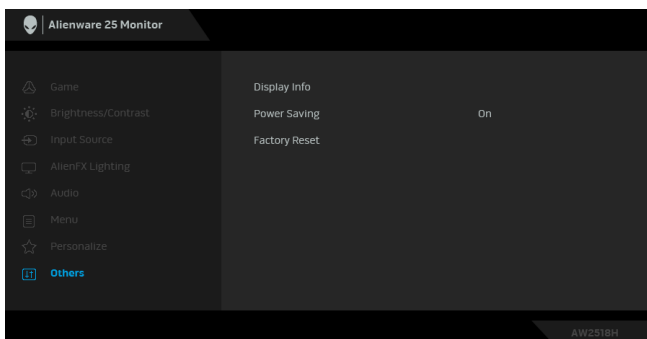 Alienware 25 Monitor
Game
Brightness/Contrast
Input Source
AlienFX Lighting
Audio
Menu
Personalize
Others
Display Info
Power Saving On
Factory Reset
AW2518H